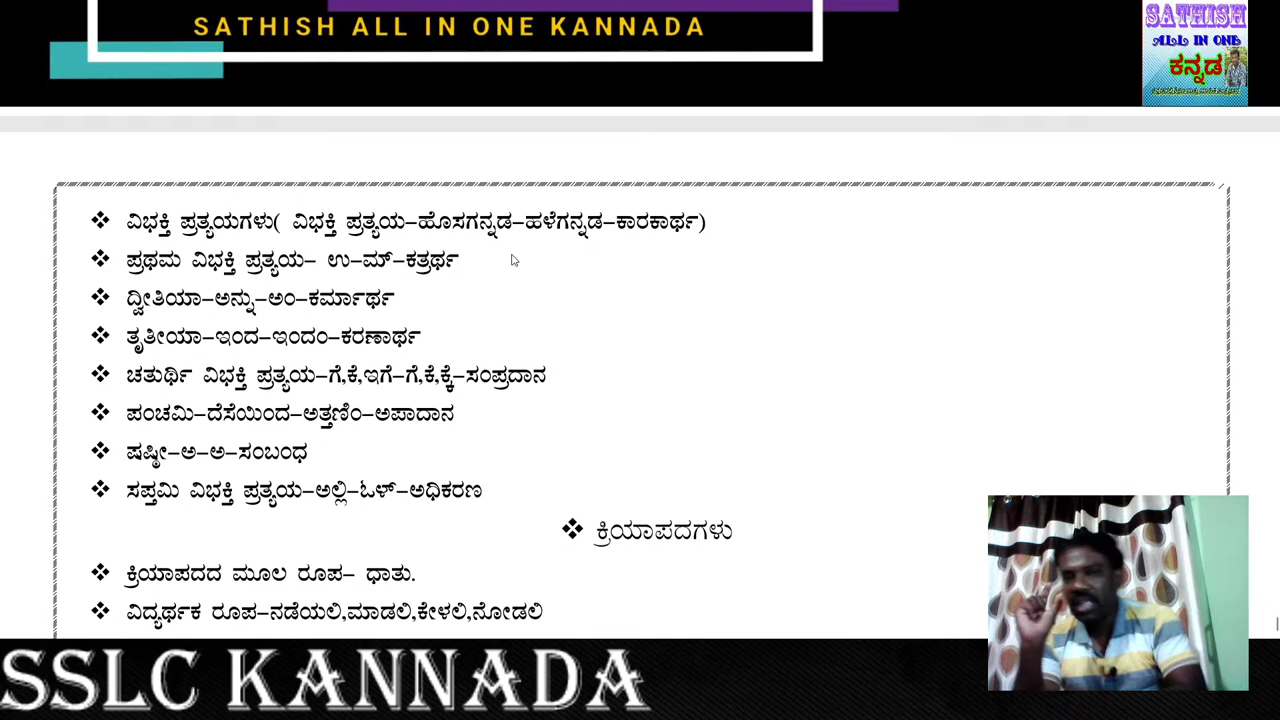 SATHISH ALL IN ONE KANNADA
SATHISH
ALL IN ONE
ಕನ್ನಡ
❖ ವಿಭಕ್ತಿ ಪ್ರತ್ಯಯಗಳು( ವಿಭಕ್ತಿ ಪ್ರತ್ಯಯ–ಹೊಸಗನ್ನಡ–ಹಳೆಗನ್ನಡ–ಕಾರಕಾರ್ಥ)
❖ ಪ್ರಥಮ ವಿಭಕ್ತಿ ಪ್ರತ್ಯಯ– ಉ–ಮ್–ಕತ್ರರ್ಥ
❖ ದ್ವೀತಿಯಾ–ಅನ್ನು–ಅಂ–ಕರ್ಮಾರ್ಥ
❖ ತೃತೀಯಾ–ಇಂದ–ಇಂದಂ–ಕರಣಾರ್ಥ
❖ ಚತುರ್ಥಿ ವಿಭಕ್ತಿ ಪ್ರತ್ಯಯ–ಗೆ,ಕೆ,ಇಗೆ–ಗೆ,ಕೆ,ಕ್ಕೆ–ಸಂಪ್ರದಾನ
❖ ಪಂಚಮಿ–ದೆಸೆಯಿಂದ–ಅತ್ತಣಿಂ–ಅಪಾದಾನ
❖ ಷಷ್ಠೀ–ಅ–ಅ–ಸಂಬಂಧ
❖ ಸಪ್ತಮಿ ವಿಭಕ್ತಿ ಪ್ರತ್ಯಯ–ಅಲ್ಲಿ–ಓಳ್–ಅಧಿಕರಣ
❖ ಕ್ರಿಯಾಪದಗಳು
❖ ಕ್ರಿಯಾಪದದ ಮೂಲ ರೂಪ– ಧಾತು.
❖ ವಿದ್ಯರ್ಥಕ ರೂಪ–ನಡೆಯಲಿ,ಮಾಡಲಿ,ಕೇಳಲಿ,ನೋಡಲಿ
SSLC KANNADA